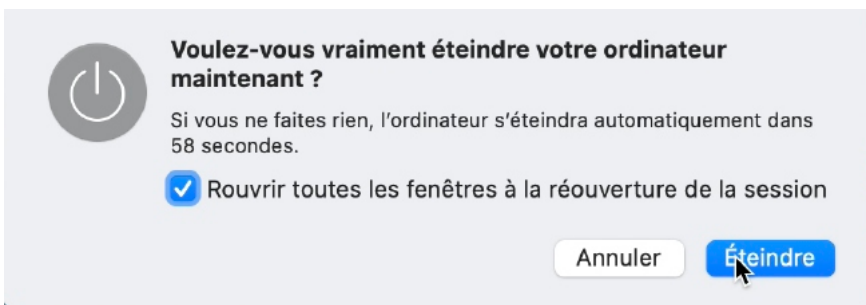 Voulez-vous vraiment éteindre votre ordinateur
maintenant ?
Si vous ne faites rien, l’ordinateur s’éteindra automatiquement dans
58 secondes.
Rouvrir toutes les fenêtres à la réouverture de la session
Annuler
Éteindre